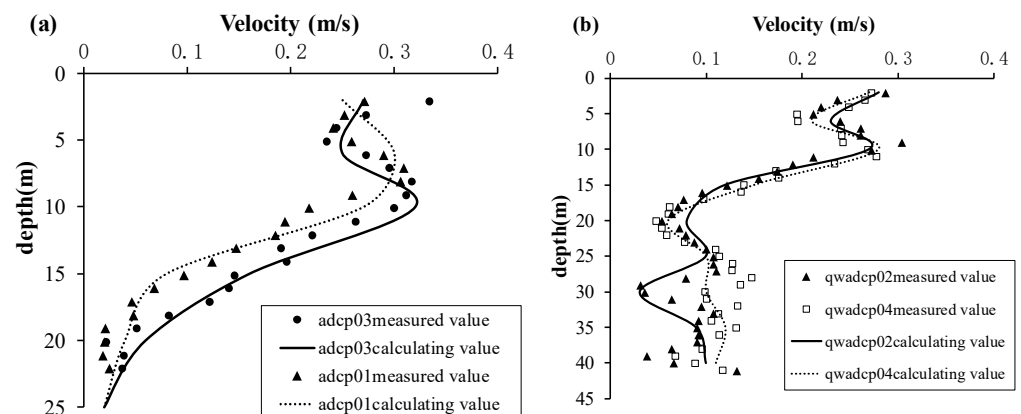 (a)
Velocity (m/s)
0 0.1 0.2 0.3 0.4
0
5
10
15
20
25
depth(m)
adcp03measured value
adcp03calculating value
adcp01measured value
adcp01calculating value
(b)
Velocity (m/s)
0 0.1 0.2 0.3 0.4
0
5
10
15
20
25
30
35
40
45
depth(m)
qwadcp02measured value
qwadcp04measured value
qwadcp02calculating value
qwadcp04calculating value